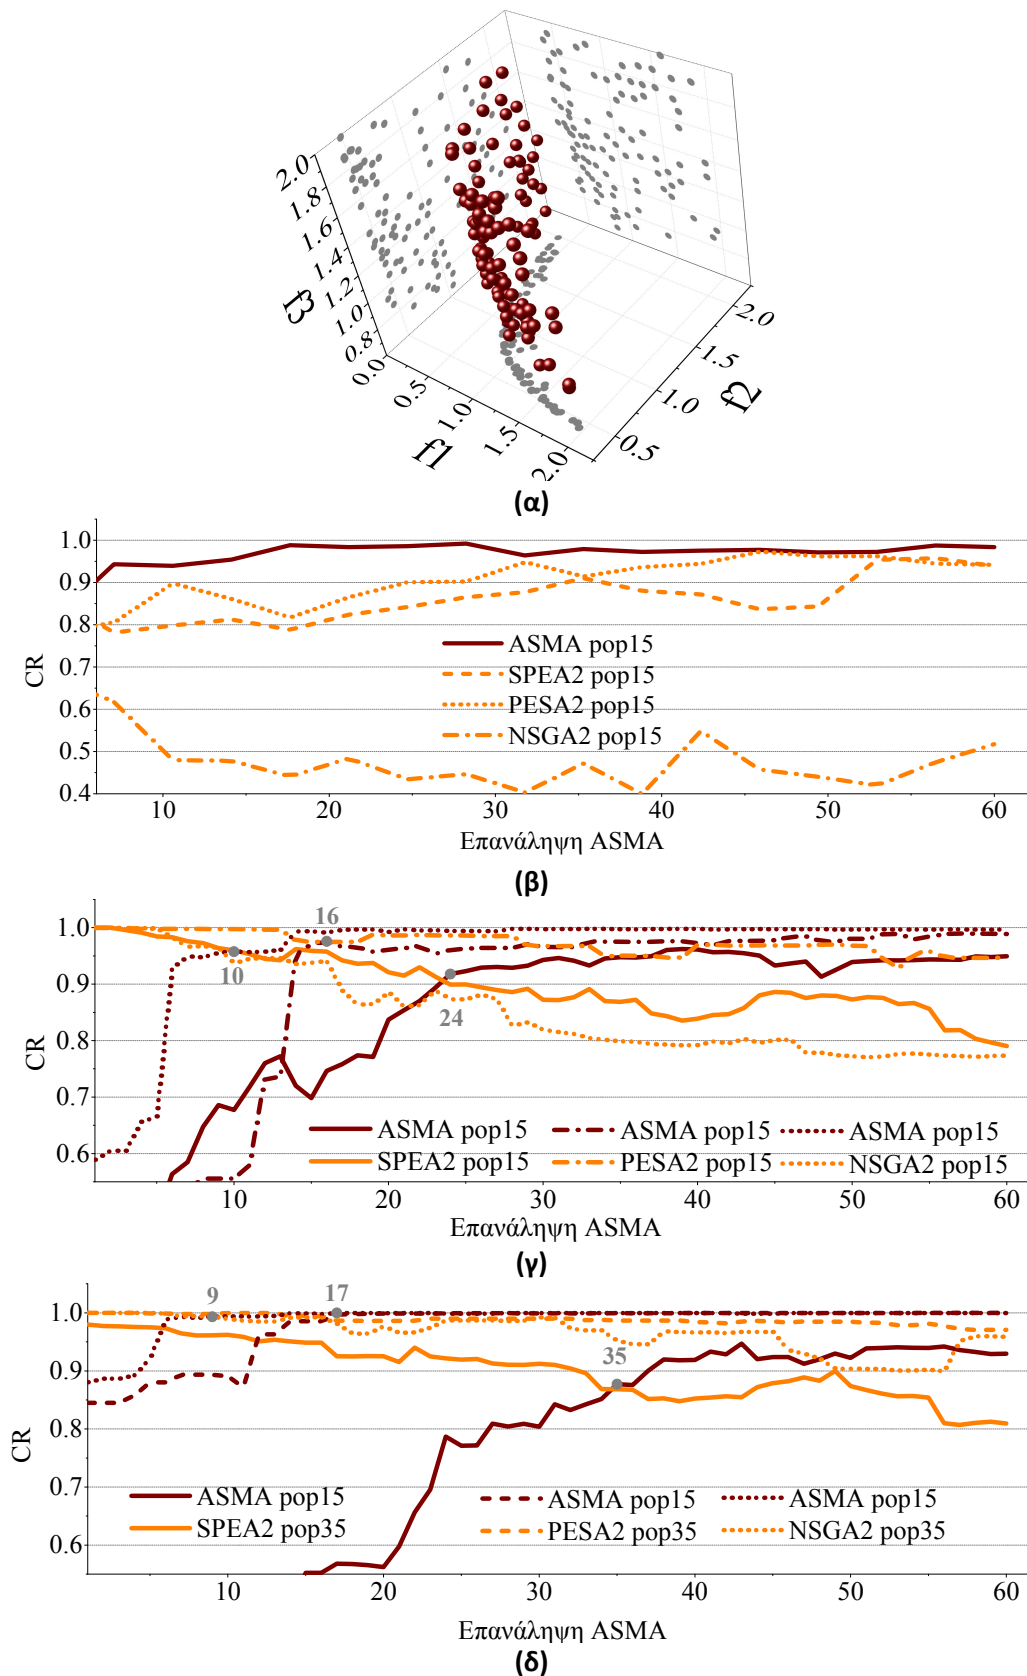 2.0
1.8
1.6
1.4
1.2
1.0
0.8
f3
0.0
0.5
1.0
1.5
2.0
f1
0.5
1.0
1.5
2.0
f2
(α)
1.0
0.9
0.8
0.7
0.6
0.5
0.4
CR
ASMA pop15
SPEA2 pop15
PESA2 pop15
NSGA2 pop15
10 20 30 40 50 60
Επανάληψη ASMA
(β)
1.0
0.9
0.8
0.7
0.6
CR
16
10
24
ASMA pop15 ASMA pop15 ASMA pop15
SPEA2 pop15 PESA2 pop15 NSGA2 pop15
10 20 30 40 50 60
Επανάληψη ASMA
(γ)
1.0
0.9
0.8
0.7
0.6
CR
9 17
35
ASMA pop15 ASMA pop15 ASMA pop15
SPEA2 pop35 PESA2 pop35 NSGA2 pop35
10 20 30 40 50 60
Επανάληψη ASMA
(δ)